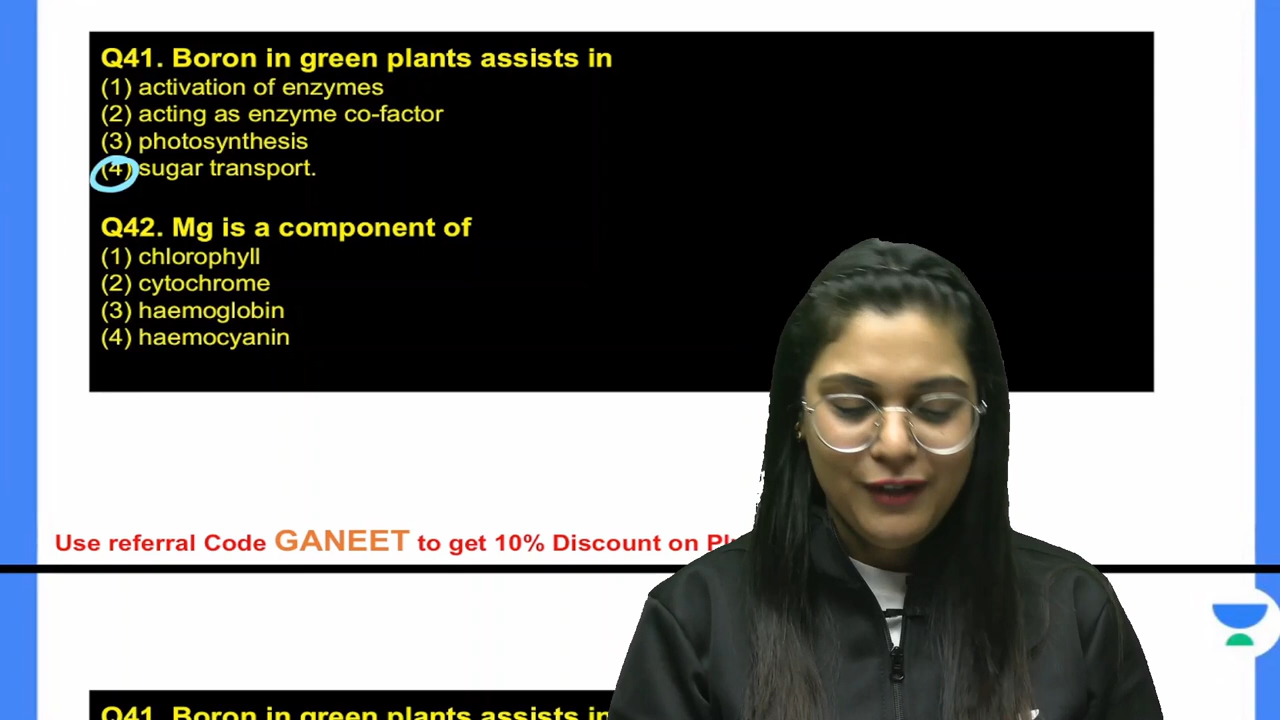 Q41. Boron in green plants assists in
(1) activation of enzymes
(2) acting as enzyme co-factor
(3) photosynthesis
(4) sugar transport.
Q42. Mg is a component of
(1) chlorophyll
(2) cytochrome
(3) haemoglobin
(4) haemocyanin
Use referral Code GANEET to get 10% Discount on
Q41. Boron in green plants assists in